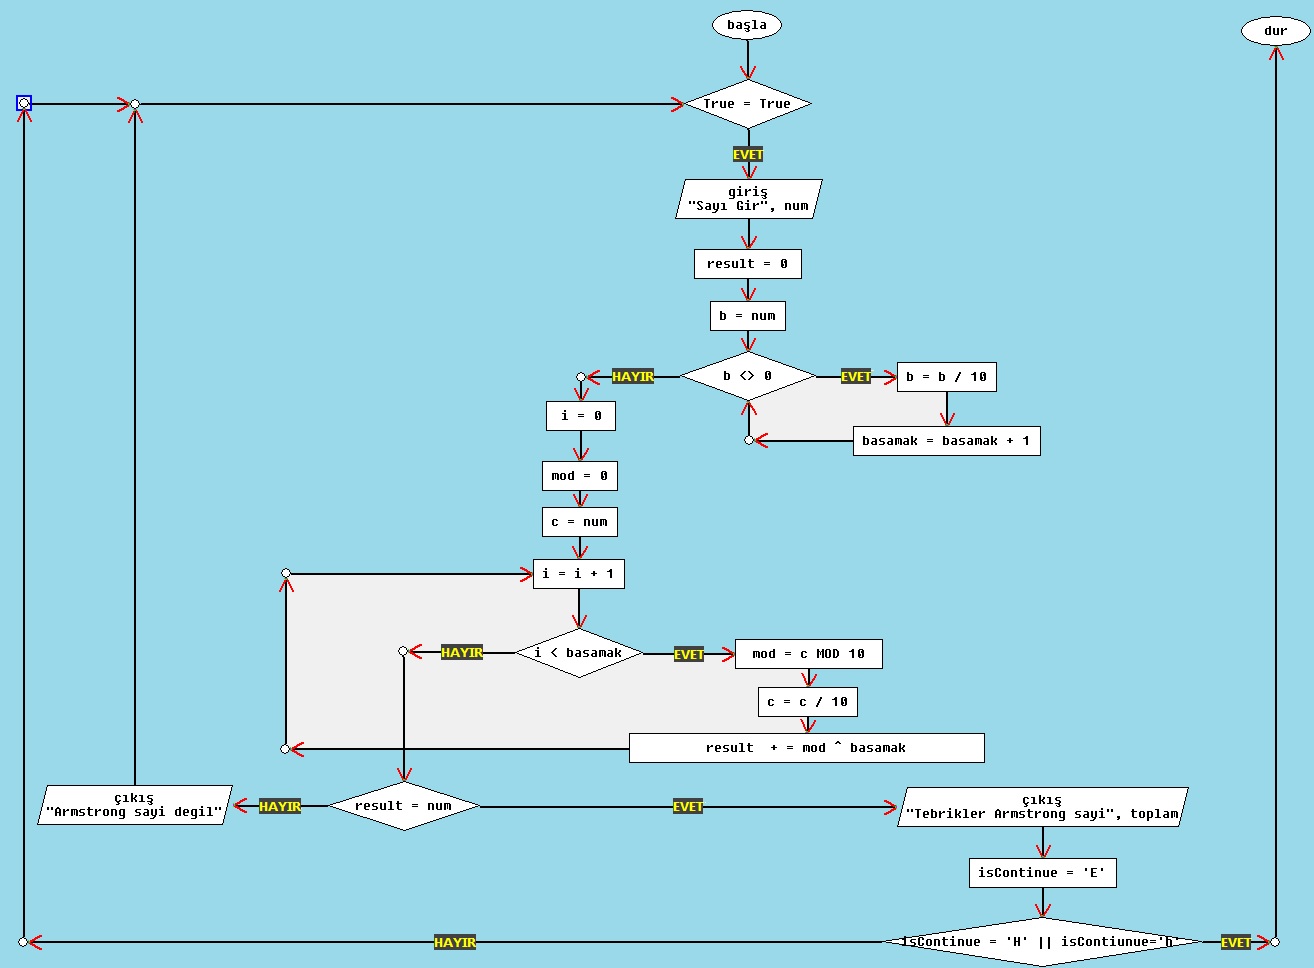 başla
dur
True = True
EVET
giriş
"Sayı Gir", num
result = 0
b = num
HAYIR
b <> 0
EVET
b = b / 10
i = 0
basamak = basamak + 1
mod = 0
c = num
i = i + 1
HAYIR
i < basamak
EVET
mod = c MOD 10
c = c / 10
result  + = mod ^ basamak
çıkış
"Armstrong sayi degil"
HAYIR
result = num
EVET
çıkış
"Tebrikler Armstrong sayi", toplam
isContinue = 'E'
HAYIR
isContinue = 'H' || isContiunue='h'
EVET